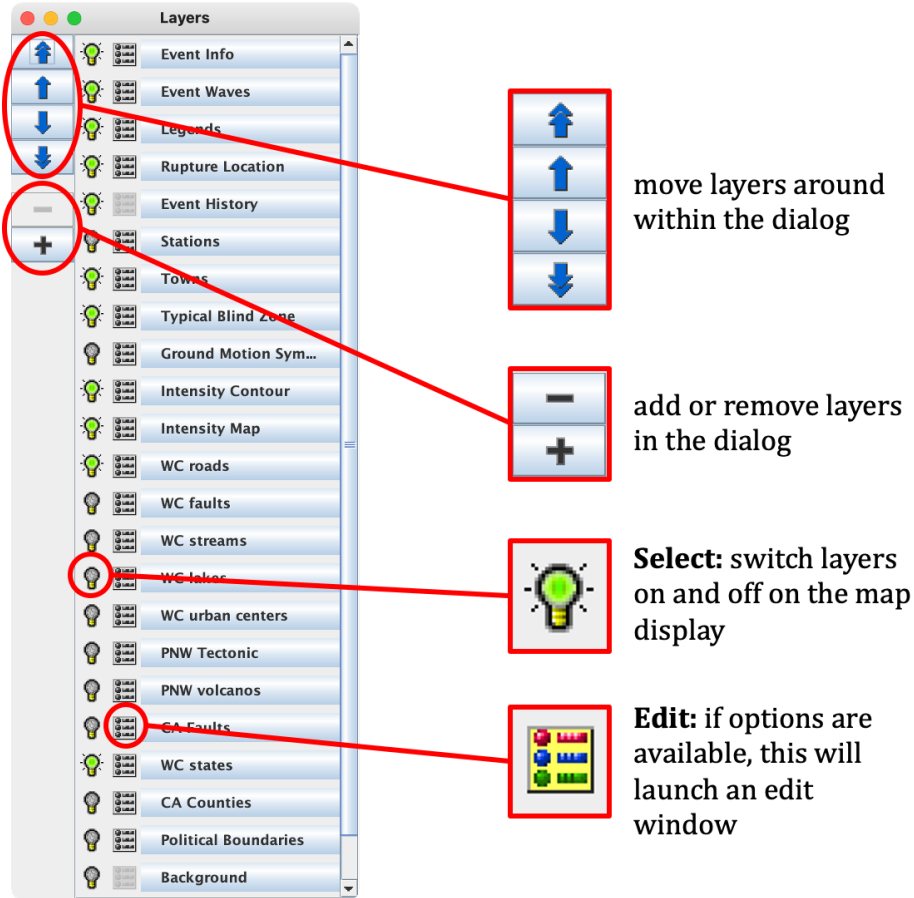 Layers
Event Info
Event Waves
Legends
Rupture Location
Event History
Stations
Towns
Typical Blind Zone
Ground Motion Sym...
Intensity Contour
Intensity Map
WC roads
WC faults
WC streams
WC lakes
WC urban centers
PNW Tectonic
PNW volcanos
CA Faults
WC states
CA Counties
Political Boundaries
Background
move layers around
within the dialog
add or remove layers
in the dialog
Select: switch layers
on and off on the map
display
Edit: if options are
available, this will
launch an edit
window